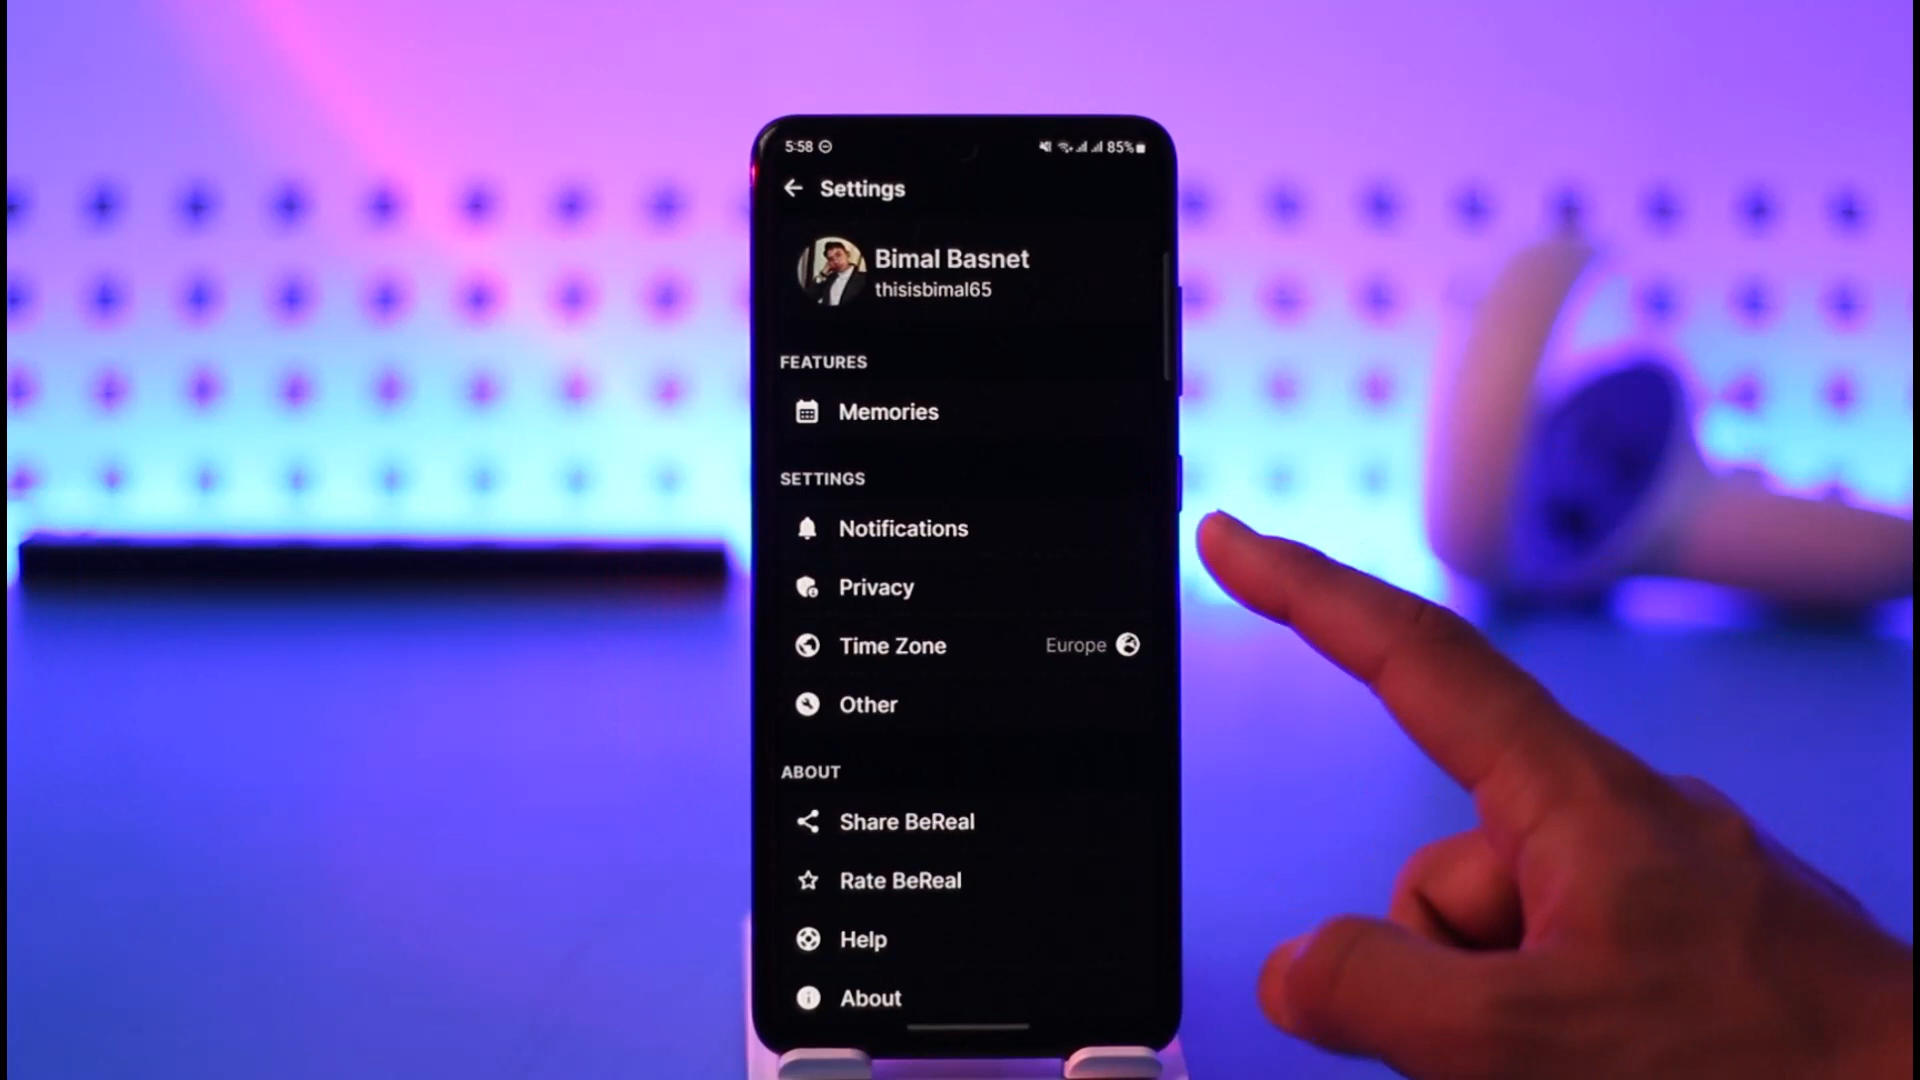 5:58
85%
Settings
Bimal Basnet
thisisbimal65
FEATURES
Memories
SETTINGS
Notifications
Privacy
Time Zone Europe
Other
ABOUT
Share BeReal
Rate BeReal
Help
About